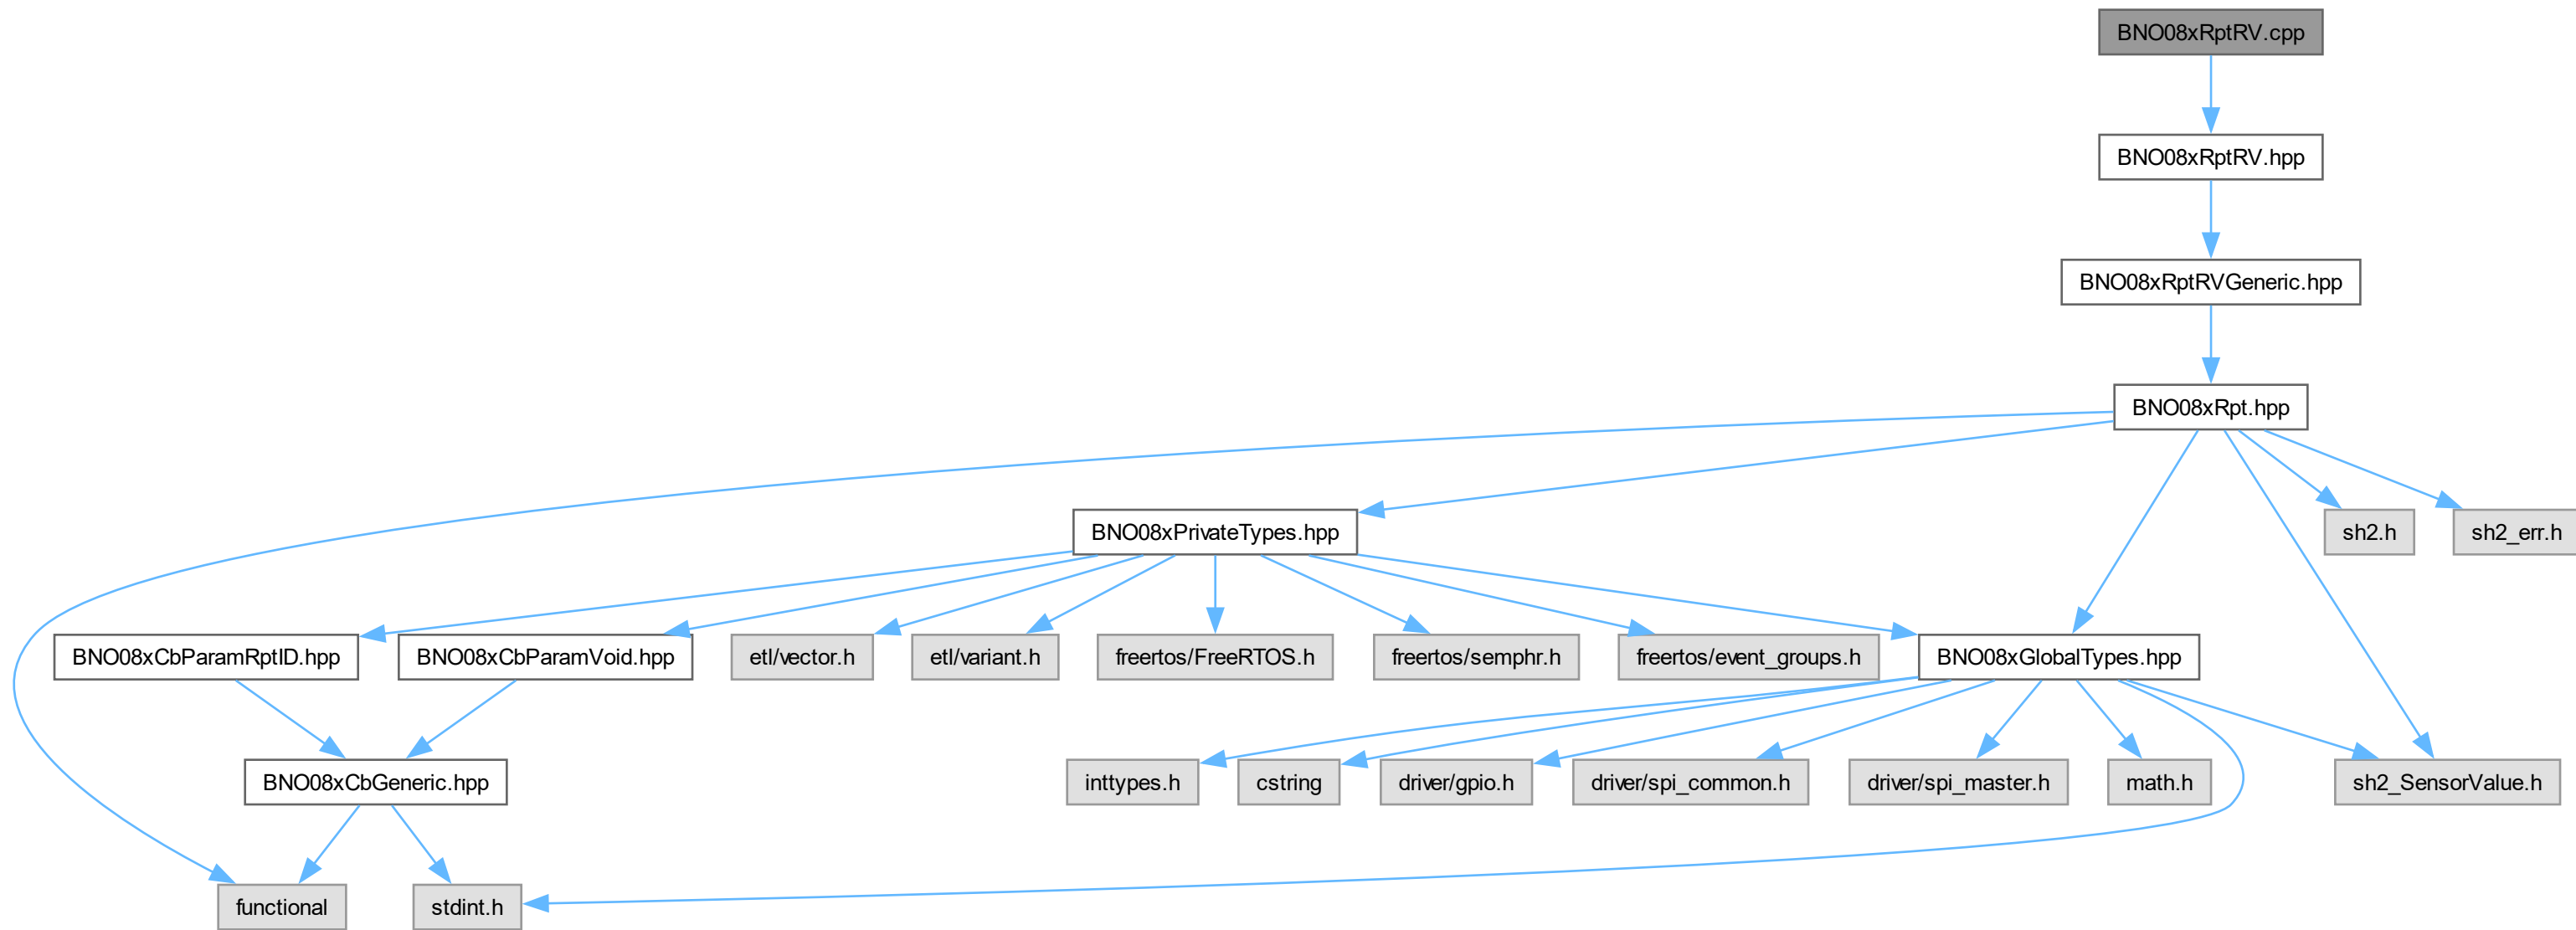 BNO08xRptRV.cpp
BNO08xRptRV.hpp
BNO08xRptRVGeneric.hpp
BNO08xRpt.hpp
BNO08xPrivateTypes.hpp
sh2.h
sh2_err.h
BNO08xCbParamRptID.hpp
BNO08xCbParamVoid.hpp
etl/vector.h
etl/variant.h
freertos/FreeRTOS.h
freertos/semphr.h
freertos/event_groups.h
BNO08xGlobalTypes.hpp
BNO08xCbGeneric.hpp
inttypes.h
cstring
driver/gpio.h
driver/spi_common.h
driver/spi_master.h
math.h
sh2_SensorValue.h
functional
stdint.h